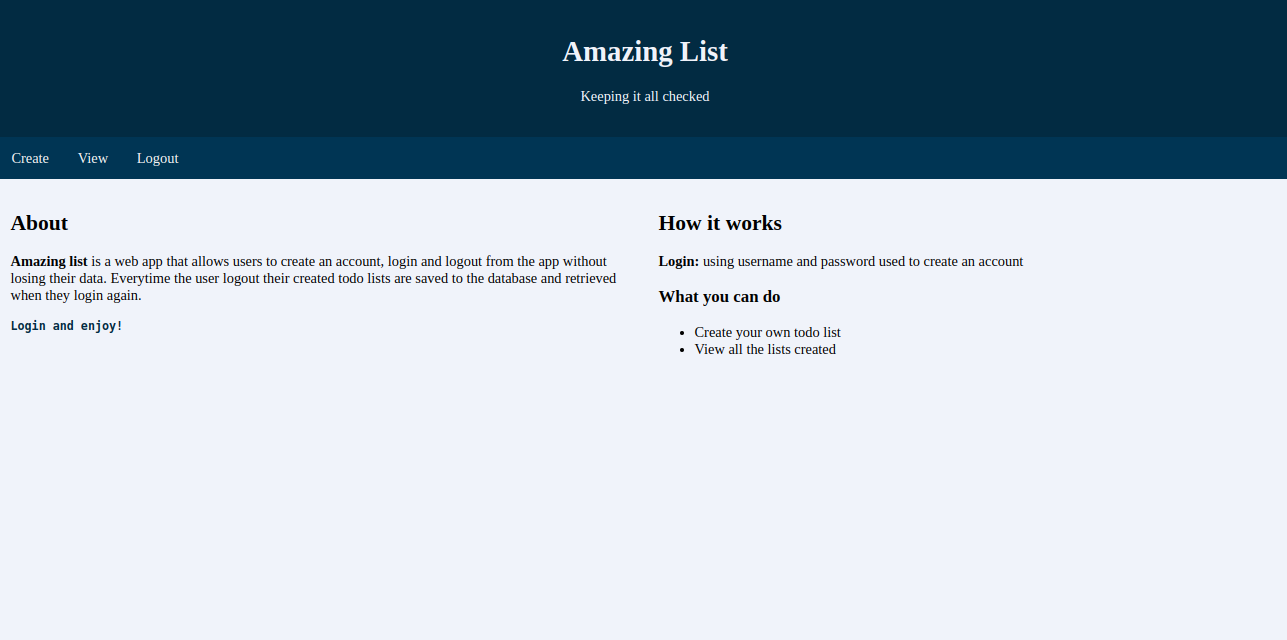 Amazing List
Keeping it all checked
Create View Logout
About
Amazing list is a web app that allows users to create an account, login and logout from the app without
losing their data. Everytime the user logout their created todo lists are saved to the database and retrieved
when they login again.
Login and enjoy!
How it works
Login: using username and password used to create an account
What you can do
• Create your own todo list
• View all the lists created